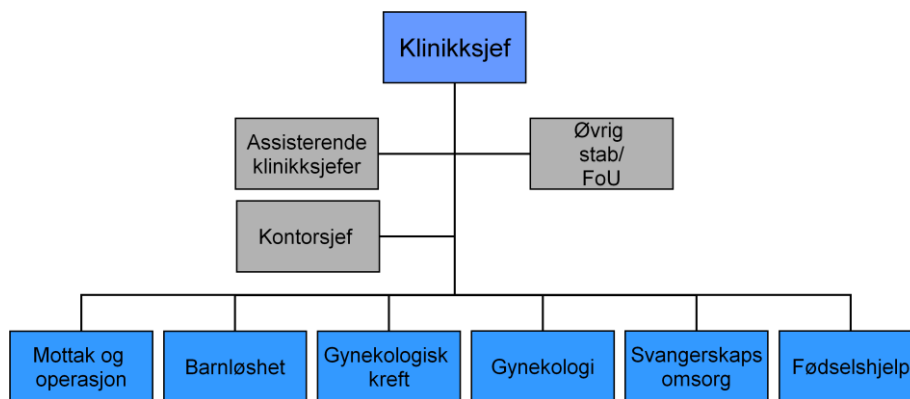 Klinikksjef
Assisterende
klinikksjefer
Øvrig
stab/
FoU
Kontorsjef
Mottak og
operasjon
Barnløshet
Gynekologisk
kreft
Gynekologi
Svangerskaps
omsorg
Fødselshjelp